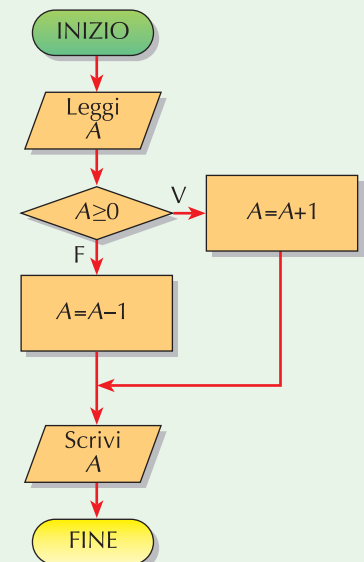 INIZIO
Leggi
A
A≥0
V
A=A+1
F
A=A−1
Scrivi
A
FINE